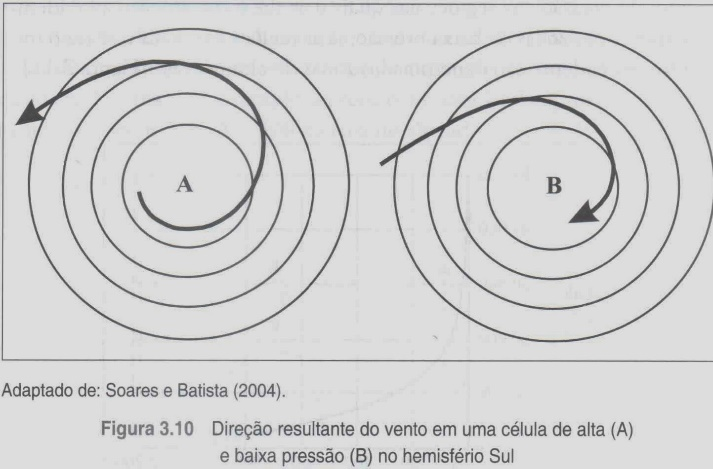 A
B
Adaptado de: Soares e Batista (2004).
Figura 3.10 Direção resultante do vento em uma célula de alta (A)
e baixa pressão (B) no hemisfério Sul